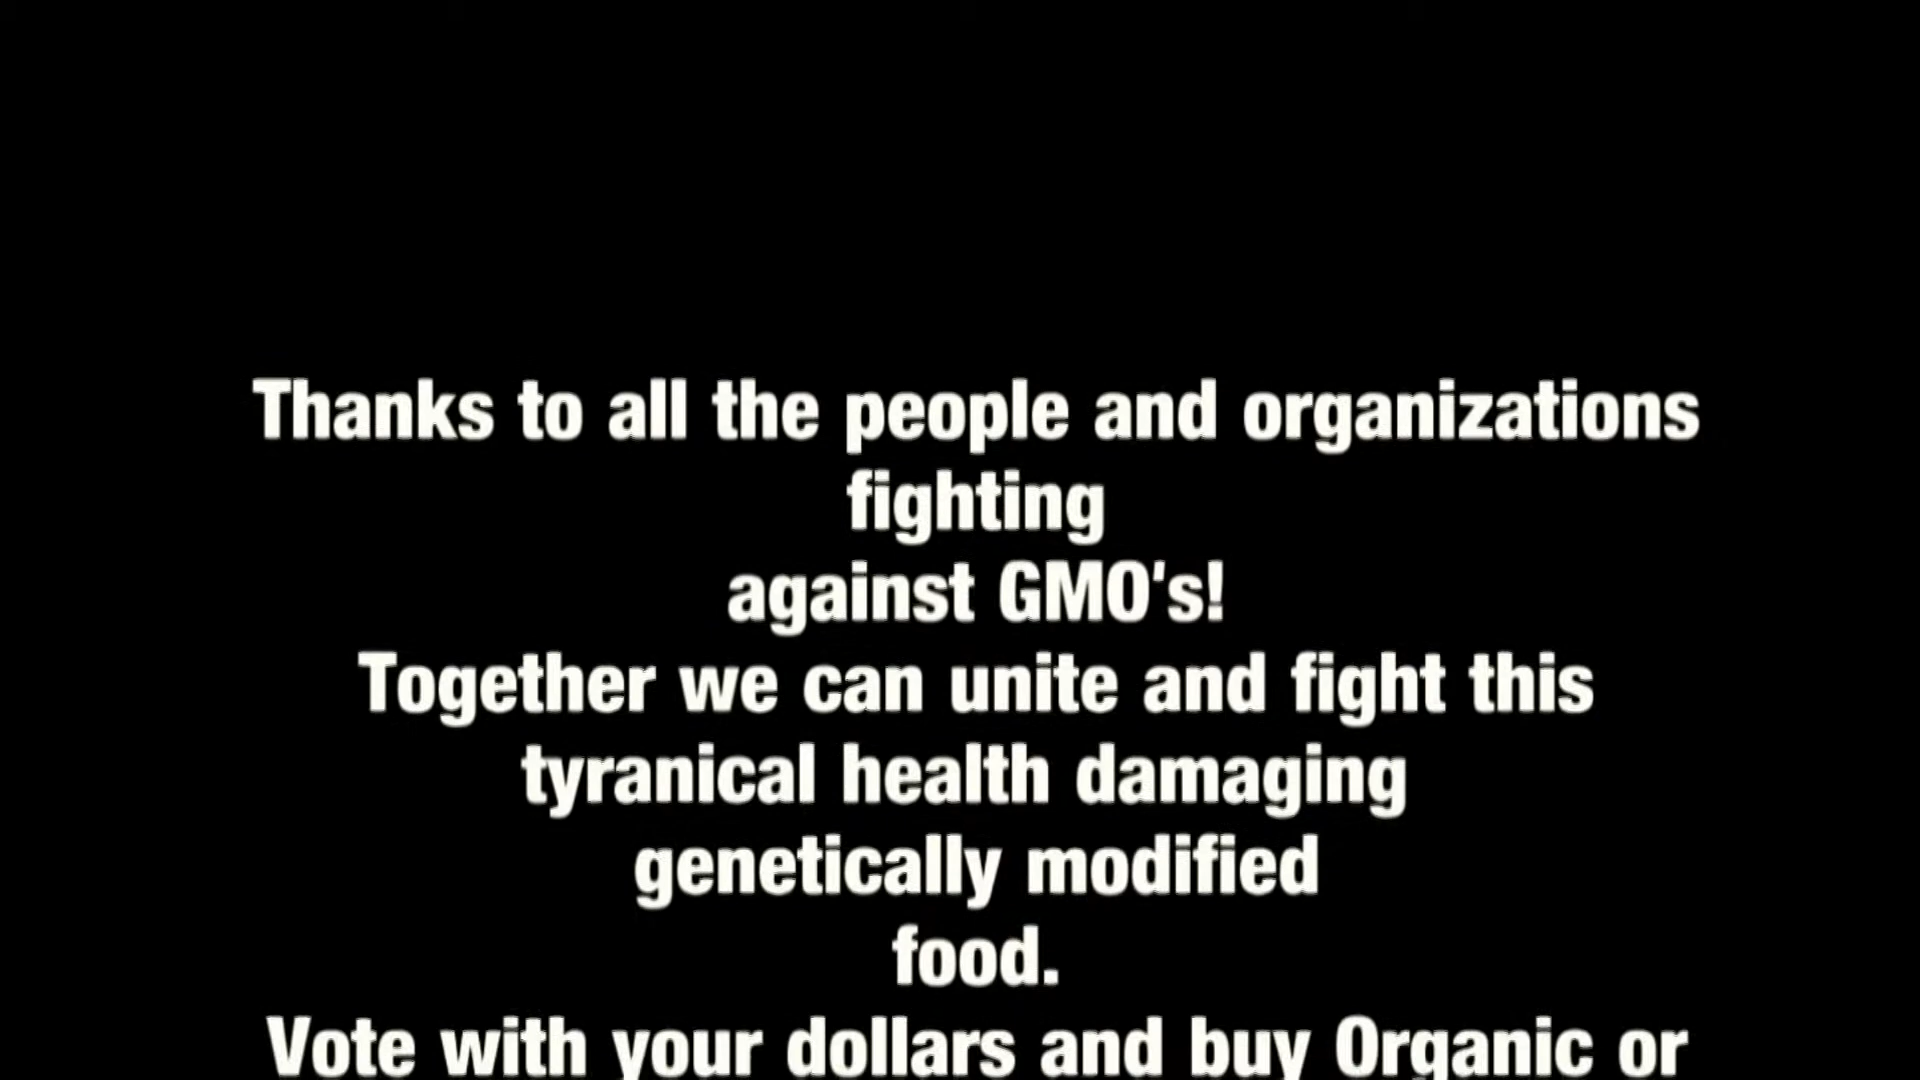 Thanks to all the people and organizations
fighting
against GMO's!
Together we can unite and fight this
tyranical health damaging
genetically modified
food.
Vote with your dollars and buy Organic or